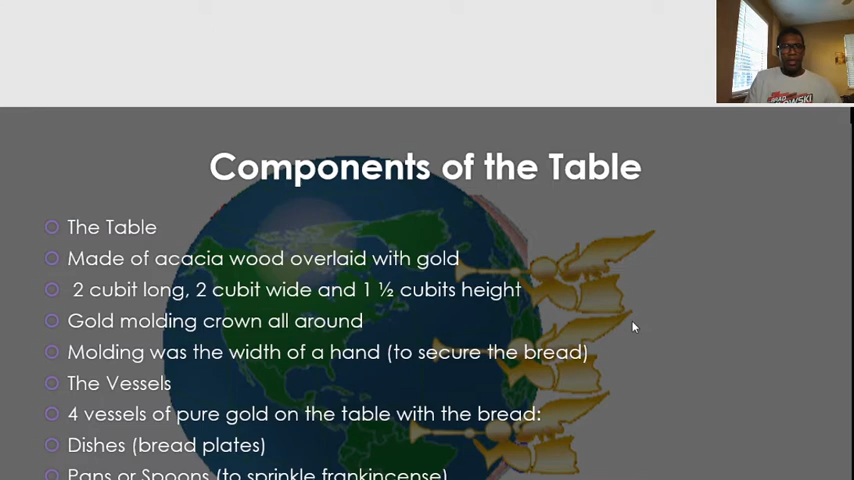 Components of the Table
The Table
Made of acacia wood overlaid with gold
2 cubit long, 2 cubit wide and 1 ½ cubits height
Gold molding crown all around
Molding was the width of a hand (to secure the bread)
The Vessels
4 vessels of pure gold on the table with the bread:
Dishes (bread plates)
Pans or Spoons (to sprinkle frankincense)